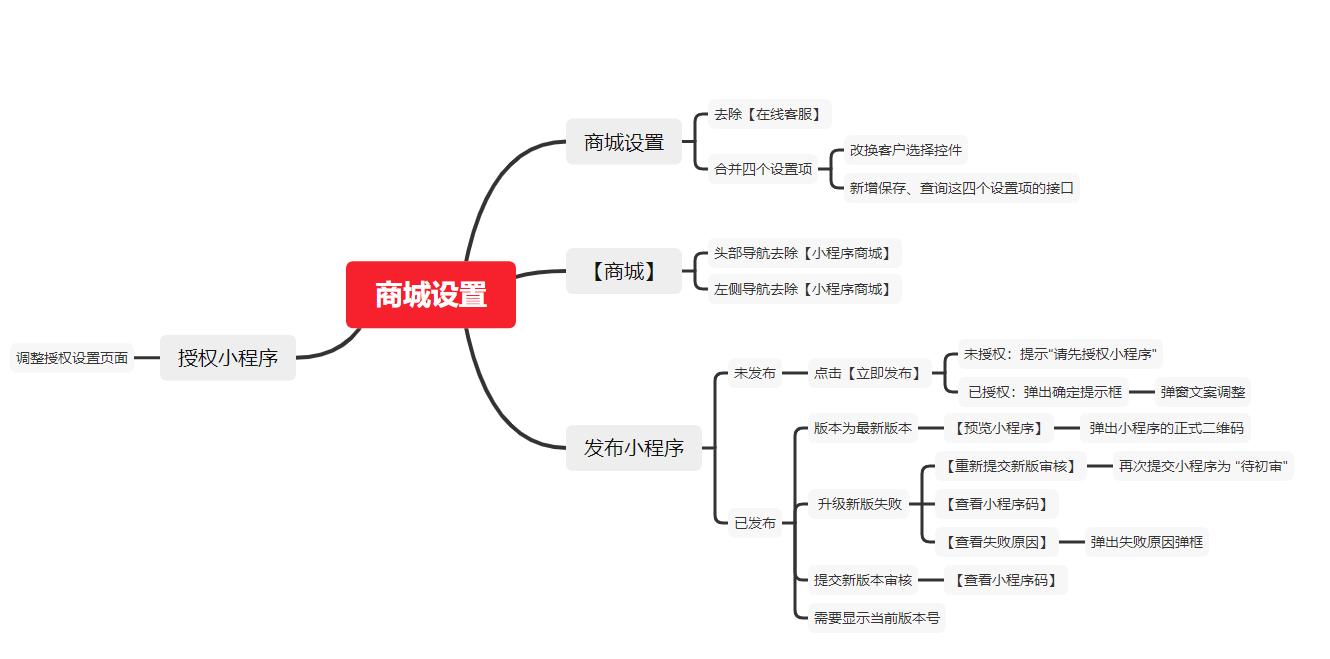 商城设置
商城设置
去除【在线客服】
合并四个设置项
改换客户选择控件
新增保存、查询这四个设置项的接口
【商城】
头部导航去除【小程序商城】
左侧导航去除【小程序商城】
授权小程序
调整授权设置页面
发布小程序
未发布
点击【立即发布】
未授权：提示"请先授权小程序"
已授权：弹出确定提示框
弹窗文案调整
已发布
版本为最新版本
【预览小程序】
弹出小程序的正式二维码
升级新版失败
【重新提交新版审核】
再次提交小程序为 "待初审"
【查看小程序码】
【查看失败原因】
弹出失败原因弹框
提交新版本审核
【查看小程序码】
需要显示当前版本号